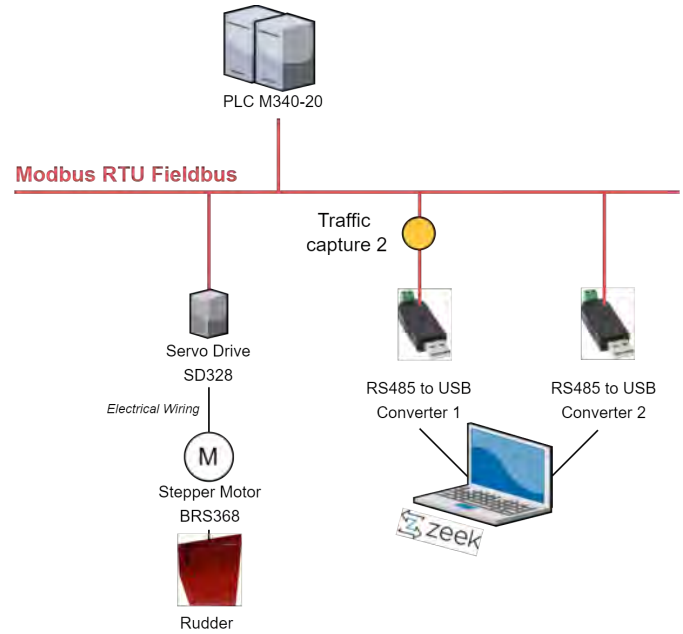 PLC M340-20
Modbus RTU Fieldbus
Traffic
capture 2
Servo Drive
SD328
RS485 to USB
Converter 1
RS485 to USB
Converter 2
Electrical Wiring
M
Stepper Motor
BRS368
zeek
Rudder